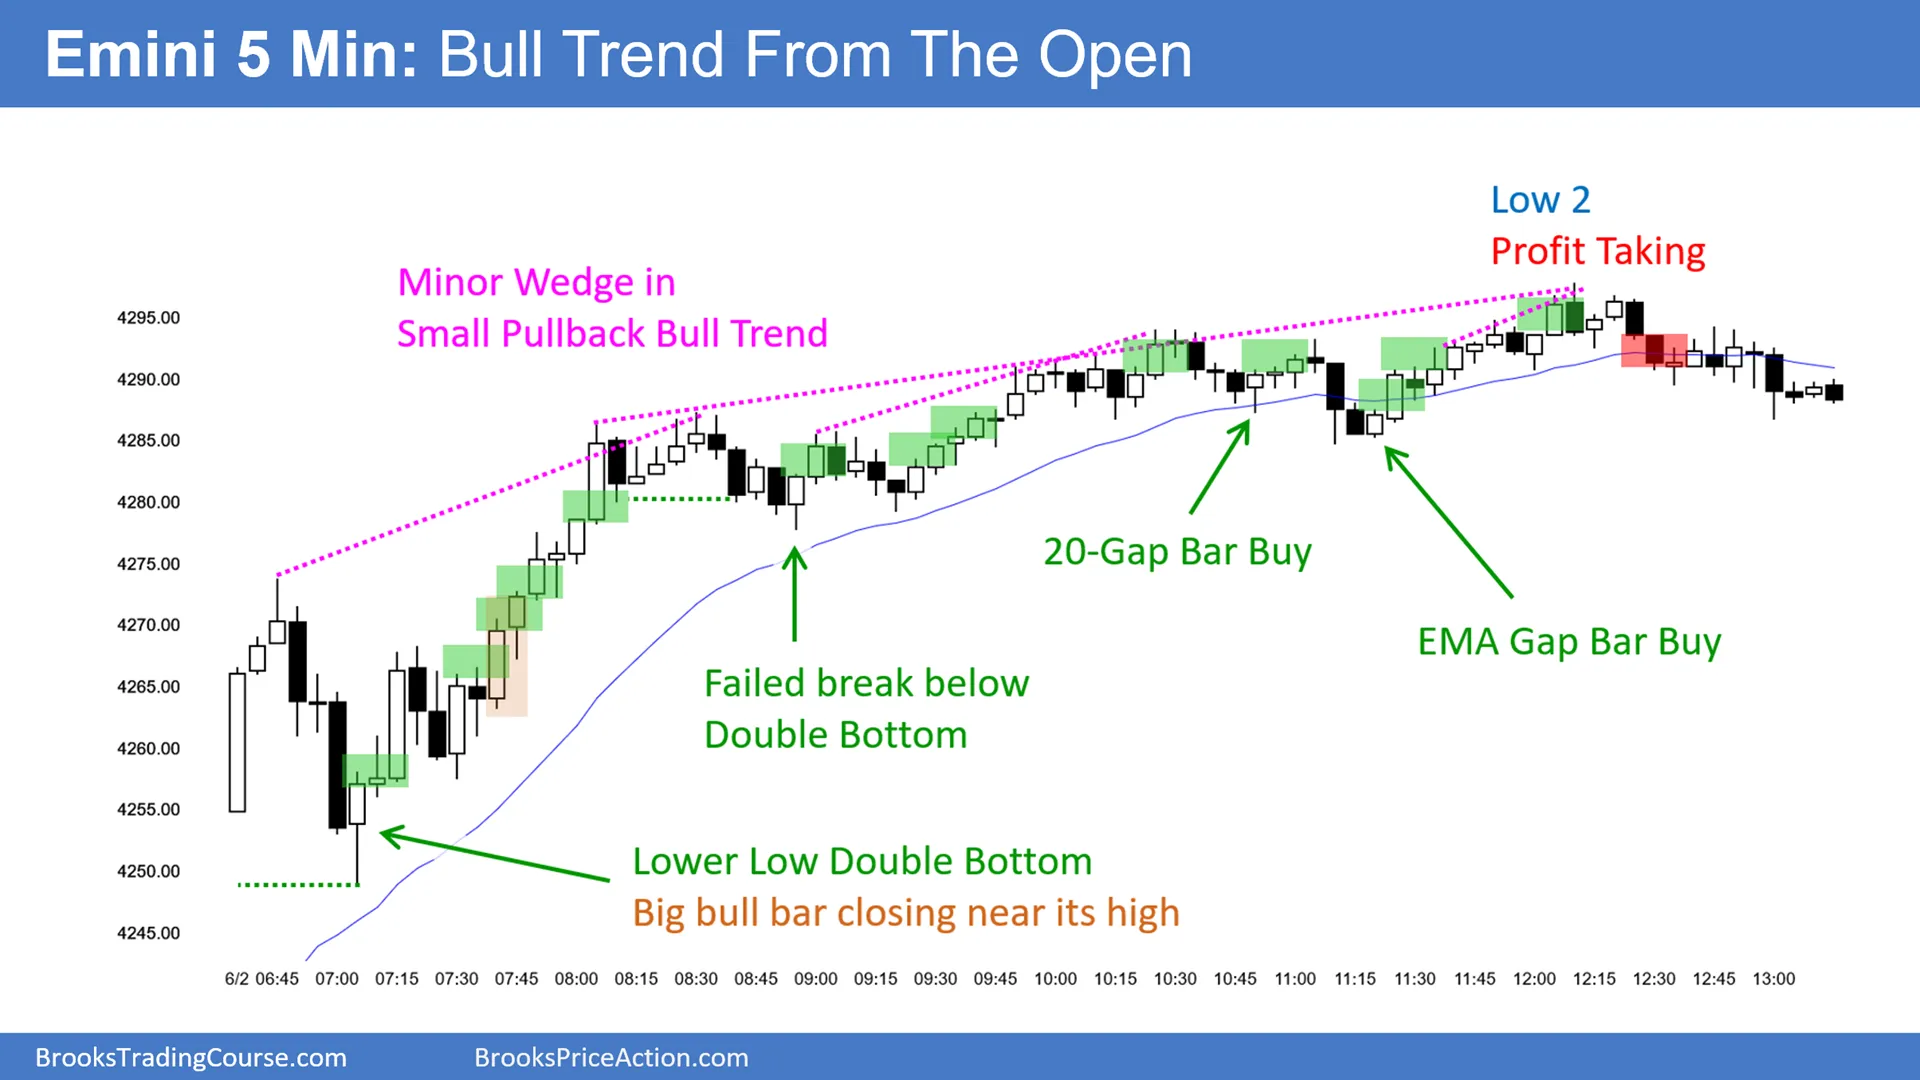 Emini 5 Min: Bull Trend From The Open
Low 2
Profit Taking
Minor Wedge in
Small Pullback Bull Trend
4295.00
4290.00
4285.00
4280.00
4275.00
4270.00
4265.00
4260.00
4255.00
4250.00
4245.00
20-Gap Bar Buy
EMA Gap Bar Buy
Failed break below
Double Bottom
Lower Low Double Bottom
Big bull bar closing near its high
6/2 06:45 07:00 07:15 07:30 07:45 08:00 08:15 08:30 08:45 09:00 09:15 09:30 09:45 10:00 10:15 10:30 10:45 11:00 11:15 11:30 11:45 12:00 12:15 12:30 12:45 13:00
BrooksTradingCourse.com
BrooksPriceAction.com